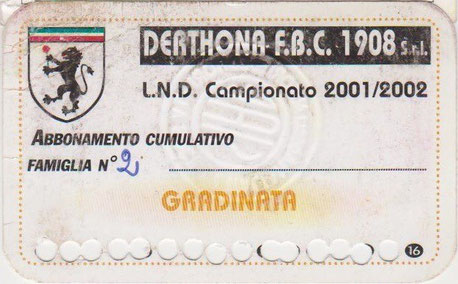 DERTHONA F.B.C. 1908 S.r.l.
L.N.D. Campionato 2001/2002
ABBONAMENTO CUMULATIVO
FAMIGLIA N° 2
GRADINATA
16